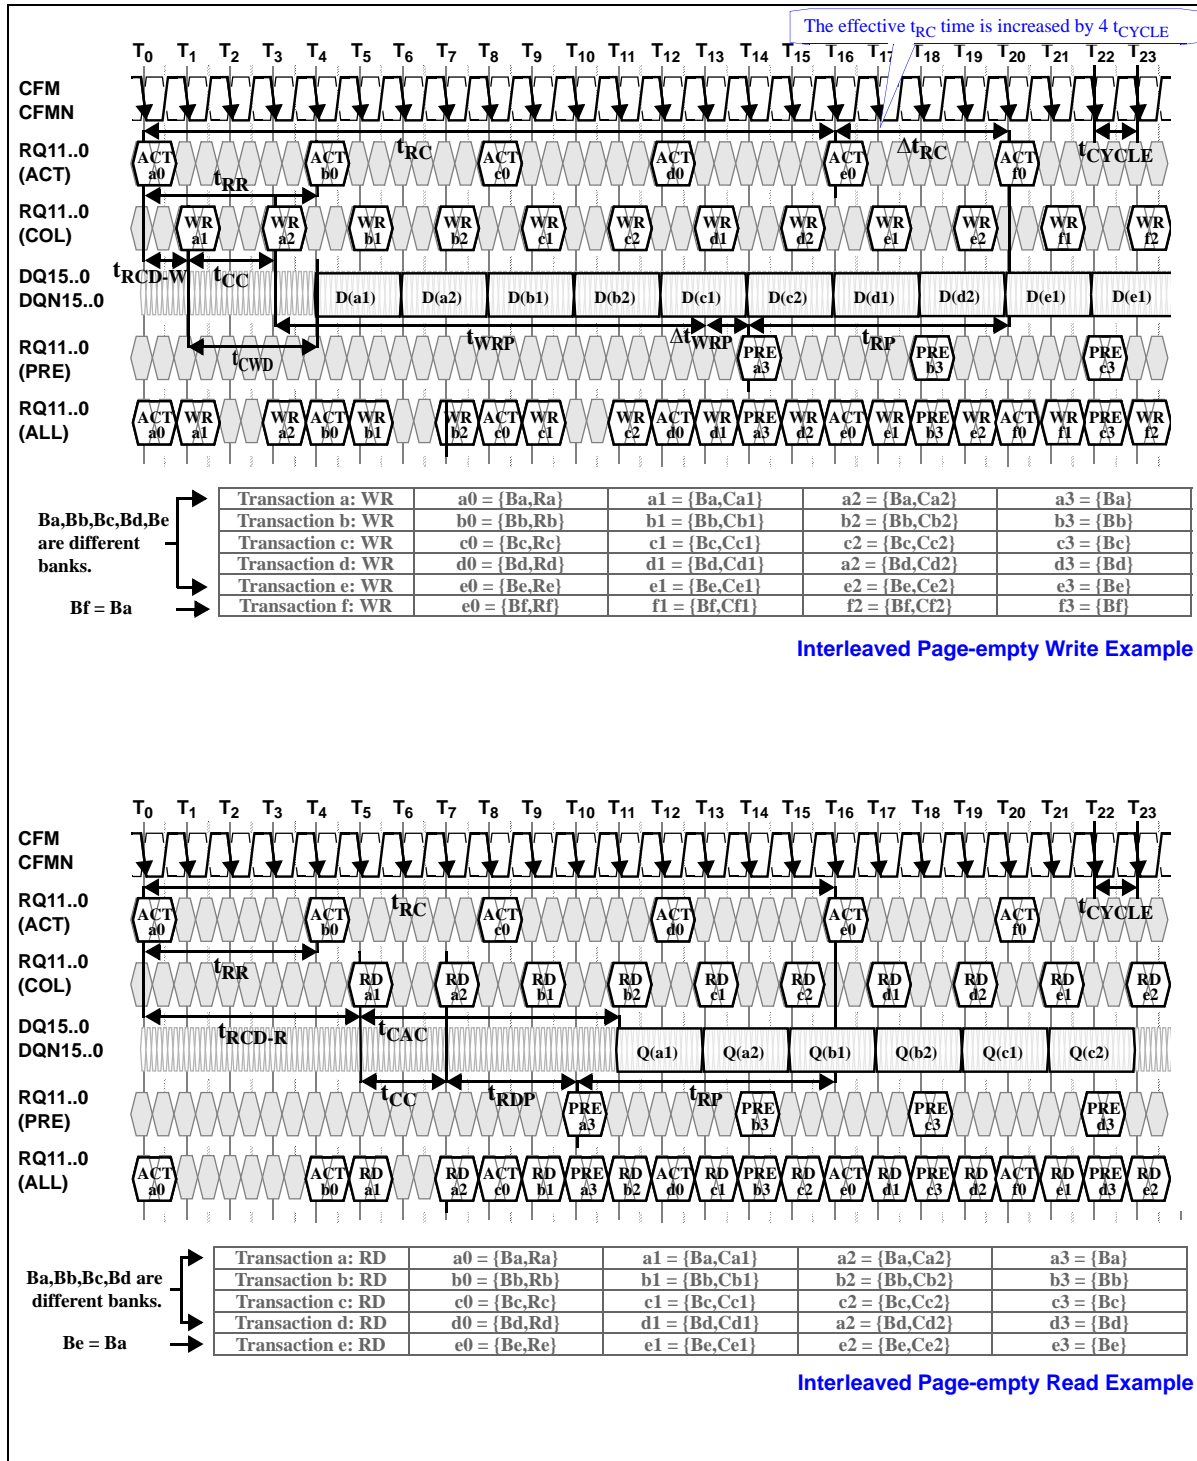 The effective tRC time is increased by 4 tCYCLE
T0 T1 T2 T3 T4 T5 T6 T7 T8 T9 T10 T11 T12 T13 T14 T15 T16 T17 T18 T19 T20 T21 T22 T23
CFM
CFMN
RQ11..0
(ACT)
ACT a0 ACT b0 ACT c0 ACT d0 ACT e0 ACT f0
tRC ΔtRC tCYCLE
tRR
RQ11..0
(COL)
WR a1 WR a2 WR b1 WR b2 WR c1 WR c2 WR d1 WR d2 WR e1 WR e2 WR f1 WR f2
tRCD-W tCC
DQ15..0
DQN15..0
D(a1) D(a2) D(b1) D(b2) D(c1) D(c2) D(d1) D(d2) D(e1) D(e1)
tCWD tWRP ΔtWRP tRP
RQ11..0
(PRE)
PRE a3 PRE b3 PRE c3
RQ11..0
(ALL)
ACT a0 WR a1 WR a2 ACT b0 WR b1 WR b2 ACT c0 WR c1 WR c2 ACT d0 WR d1 PRE a3 WR d2 ACT e0 WR e1 PRE b3 WR e2 ACT f0 WR f1 PRE c3 WR f2
Ba,Bb,Bc,Bd,Be
are different
banks.
Bf = Ba
Transaction a: WR a0 = {Ba,Ra} a1 = {Ba,Ca1} a2 = {Ba,Ca2} a3 = {Ba}
Transaction b: WR b0 = {Bb,Rb} b1 = {Bb,Cb1} b2 = {Bb,Cb2} b3 = {Bb}
Transaction c: WR c0 = {Bc,Rc} c1 = {Bc,Cc1} c2 = {Bc,Cc2} c3 = {Bc}
Transaction d: WR d0 = {Bd,Rd} d1 = {Bd,Cd1} a2 = {Bd,Cd2} d3 = {Bd}
Transaction e: WR e0 = {Be,Re} e1 = {Be,Ce1} e2 = {Be,Ce2} e3 = {Be}
Transaction f: WR e0 = {Bf,Rf} f1 = {Bf,Cf1} f2 = {Bf,Cf2} f3 = {Bf}
Interleaved Page-empty Write Example
T0 T1 T2 T3 T4 T5 T6 T7 T8 T9 T10 T11 T12 T13 T14 T15 T16 T17 T18 T19 T20 T21 T22 T23
CFM
CFMN
RQ11..0
(ACT)
ACT a0 ACT b0 ACT c0 ACT d0 ACT e0 ACT f0
tRC tCYCLE
tRR
RQ11..0
(COL)
RD a1 RD a2 RD b1 RD b2 RD c1 RD c2 RD d1 RD d2 RD e1 RD e2
tRCD-R tCAC
DQ15..0
DQN15..0
Q(a1) Q(a2) Q(b1) Q(b2) Q(c1) Q(c2)
tCC tRDP tRP
RQ11..0
(PRE)
PRE a3 PRE b3 PRE c3 PRE d3
RQ11..0
(ALL)
ACT a0 ACT b0 RD a1 RD a2 ACT c0 RD b1 PRE a3 RD b2 ACT d0 RD c1 PRE b3 RD c2 ACT e0 RD d1 PRE c3 RD d2 ACT f0 RD e1 PRE d3 RD e2
Ba,Bb,Bc,Bd are
different banks.
Be = Ba
Transaction a: RD a0 = {Ba,Ra} a1 = {Ba,Ca1} a2 = {Ba,Ca2} a3 = {Ba}
Transaction b: RD b0 = {Bb,Rb} b1 = {Bb,Cb1} b2 = {Bb,Cb2} b3 = {Bb}
Transaction c: RD c0 = {Bc,Rc} c1 = {Bc,Cc1} c2 = {Bc,Cc2} c3 = {Bc}
Transaction d: RD d0 = {Bd,Rd} d1 = {Bd,Cd1} a2 = {Bd,Cd2} d3 = {Bd}
Transaction e: RD e0 = {Be,Re} e1 = {Be,Ce1} e2 = {Be,Ce2} e3 = {Be}
Interleaved Page-empty Read Example